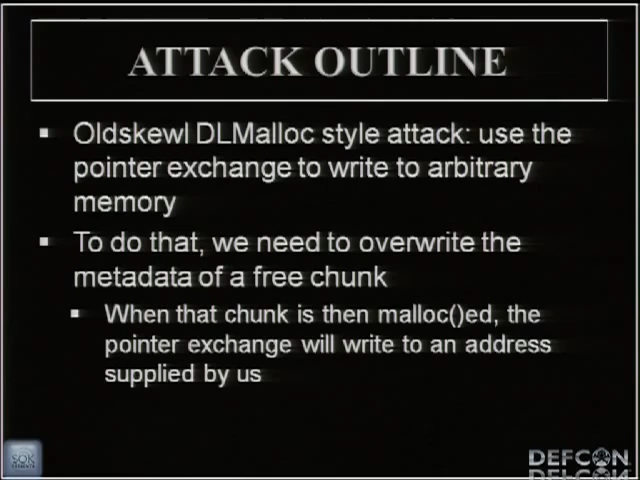 ATTACK OUTLINE
Oldskewl DLMalloc style attack: use the
pointer exchange to write to arbitrary
memory
To do that, we need to overwrite the
metadata of a free chunk
When that chunk is then malloc()ed, the
pointer exchange will write to an address
supplied by us
SOK
DEFCON